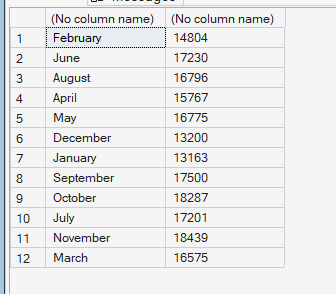 Messages
(No column name) (No column name)
1 February 14804
2 June 17230
3 August 16796
4 April 15767
5 May 16775
6 December 13200
7 January 13163
8 September 17500
9 October 18287
10 July 17201
11 November 18439
12 March 16575